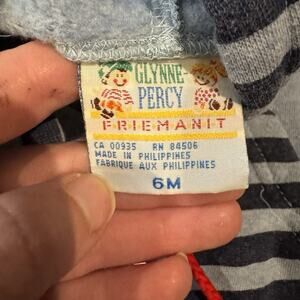 GLYNNE
PERCY
FRIEMANIT
CA 00935 RN 84506
MADE IN PHILIPPINES
FABRIQUE AUX PHILIPPINES
6M